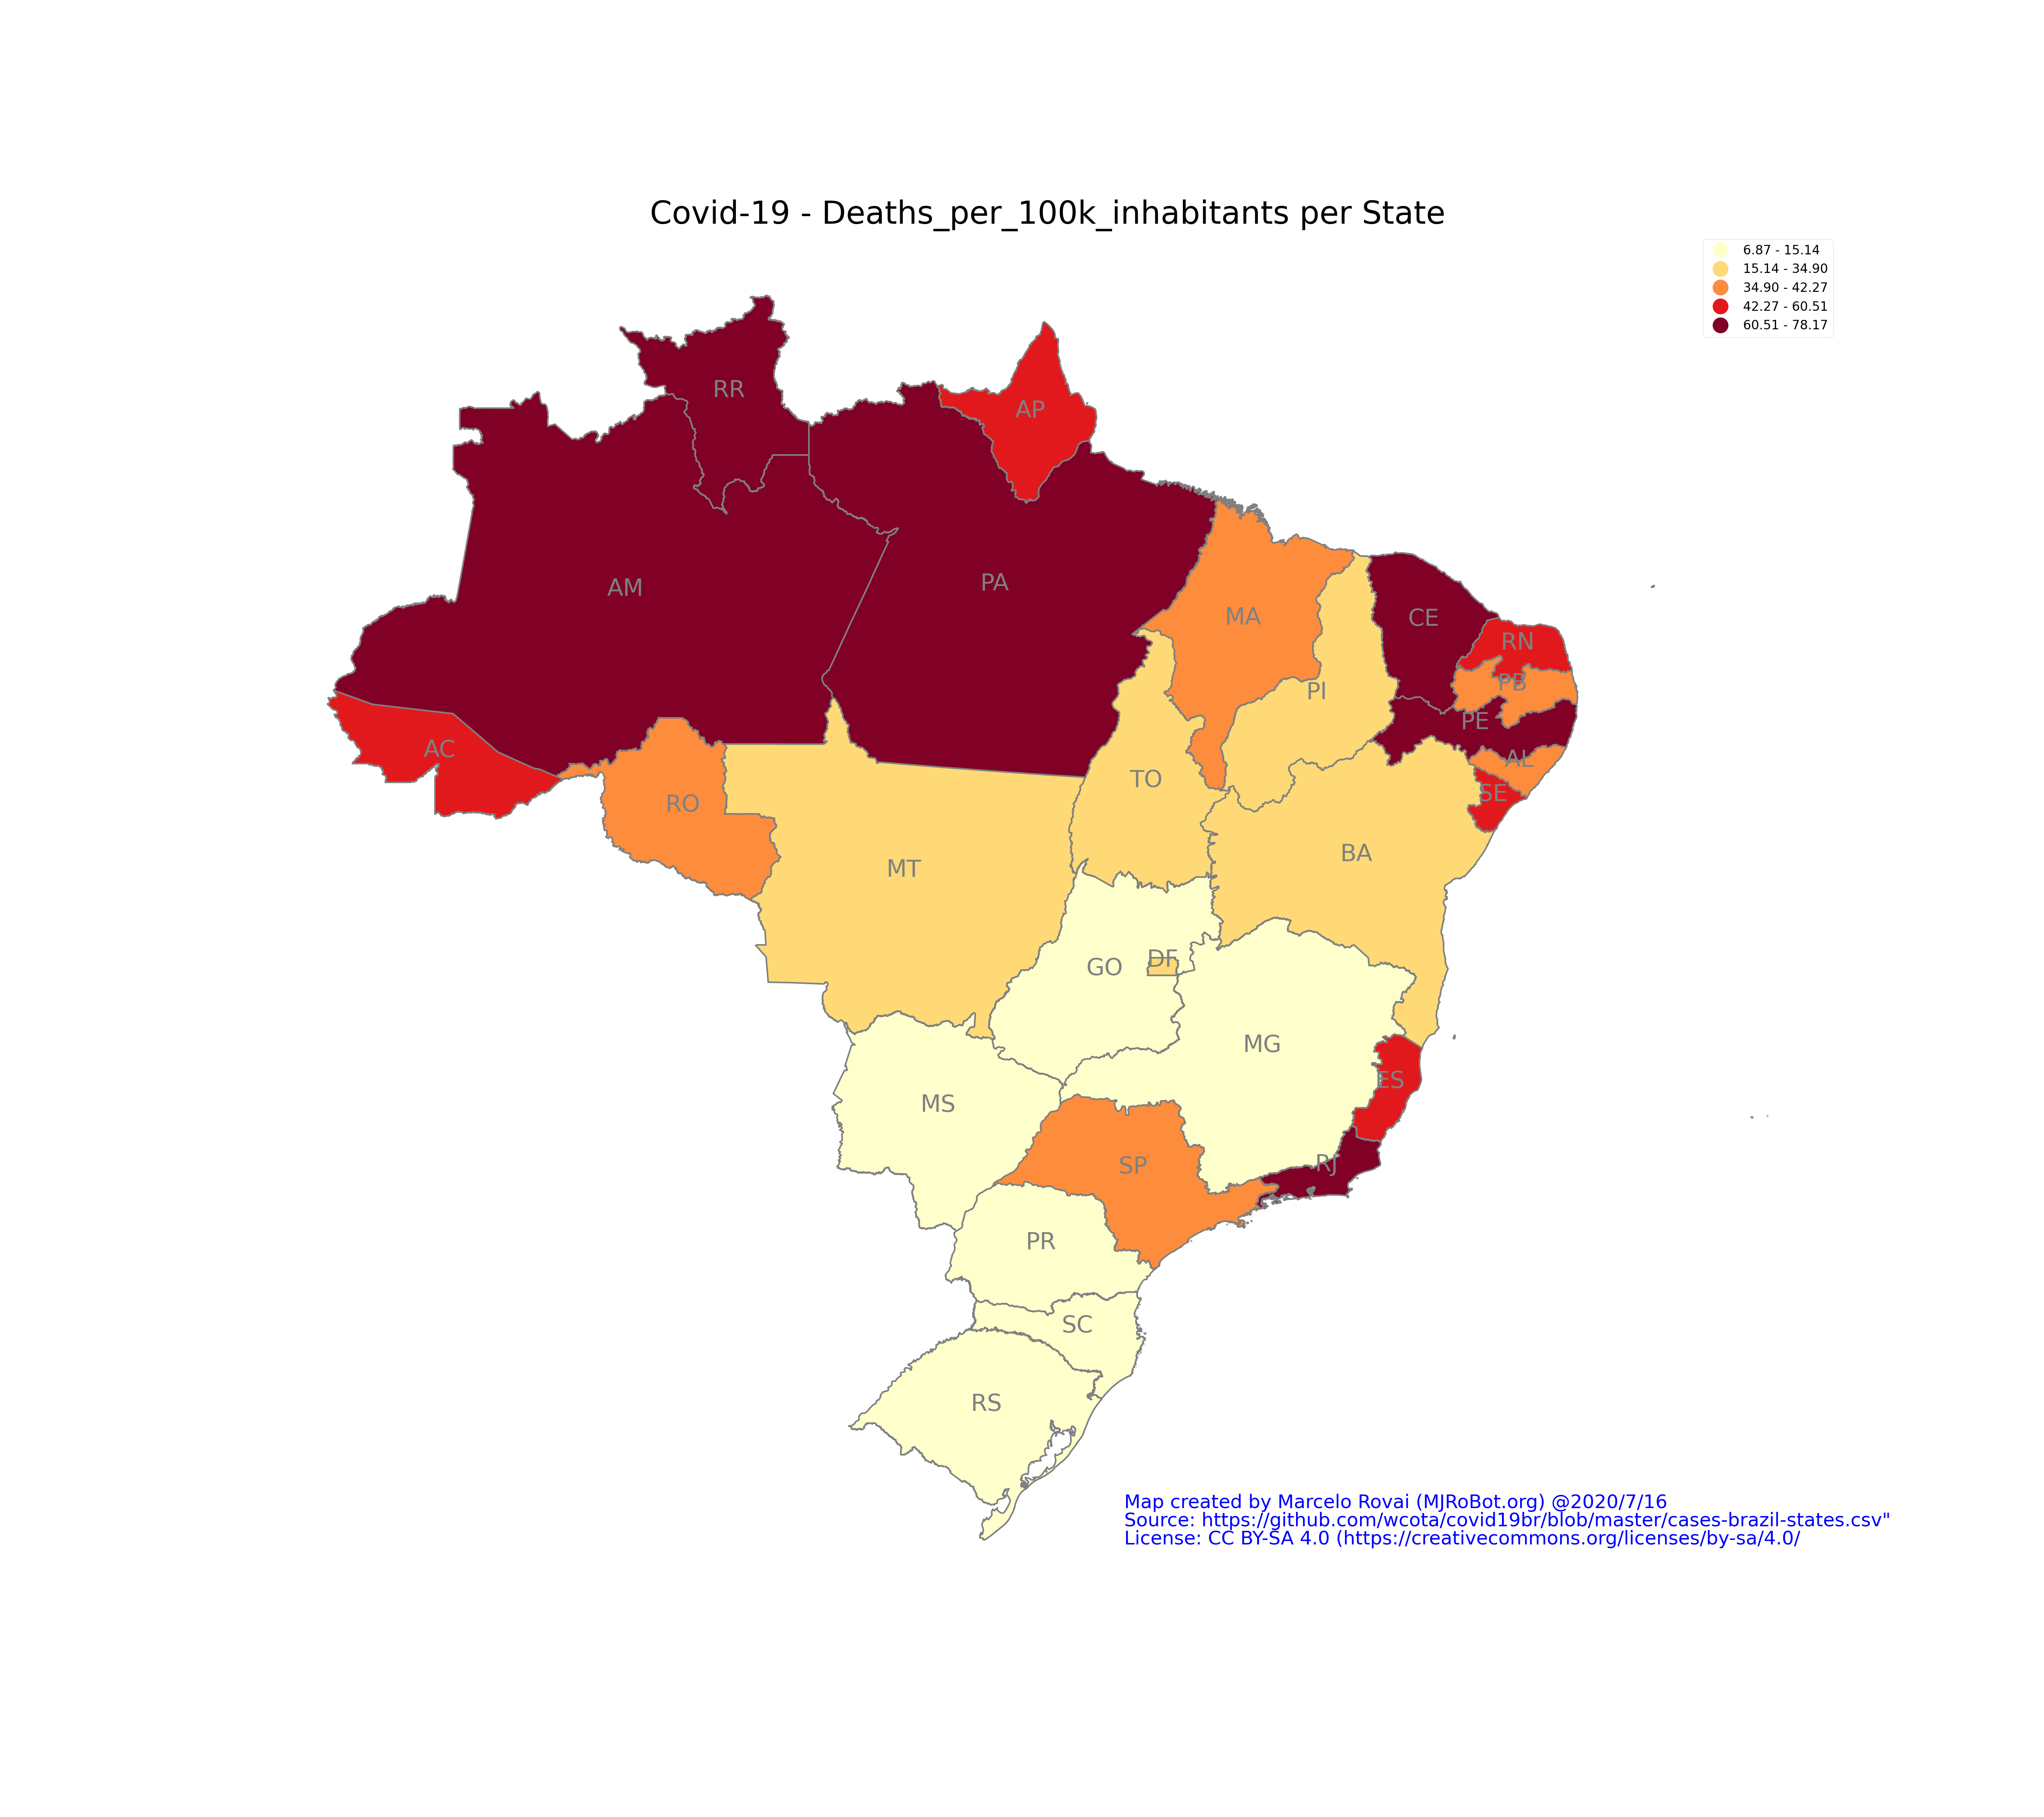 Covid-19 - Deaths_per_100k_inhabitants per State
6.87 - 15.14
15.14 - 34.90
34.90 - 42.27
42.27 - 60.51
60.51 - 78.17
RR
AP
AM
PA
MA
CE
RN
PB
PI
PE
AC
AL
TO
SE
RO
BA
MT
DF
GO
MG
ES
MS
RJ
SP
PR
SC
RS
Map created by Marcelo Rovai (MJRoBot.org) @2020/7/16
Source: https://github.com/wcota/covid19br/blob/master/cases-brazil-states.csv"
License: CC BY-SA 4.0 (https://creativecommons.org/licenses/by-sa/4.0/